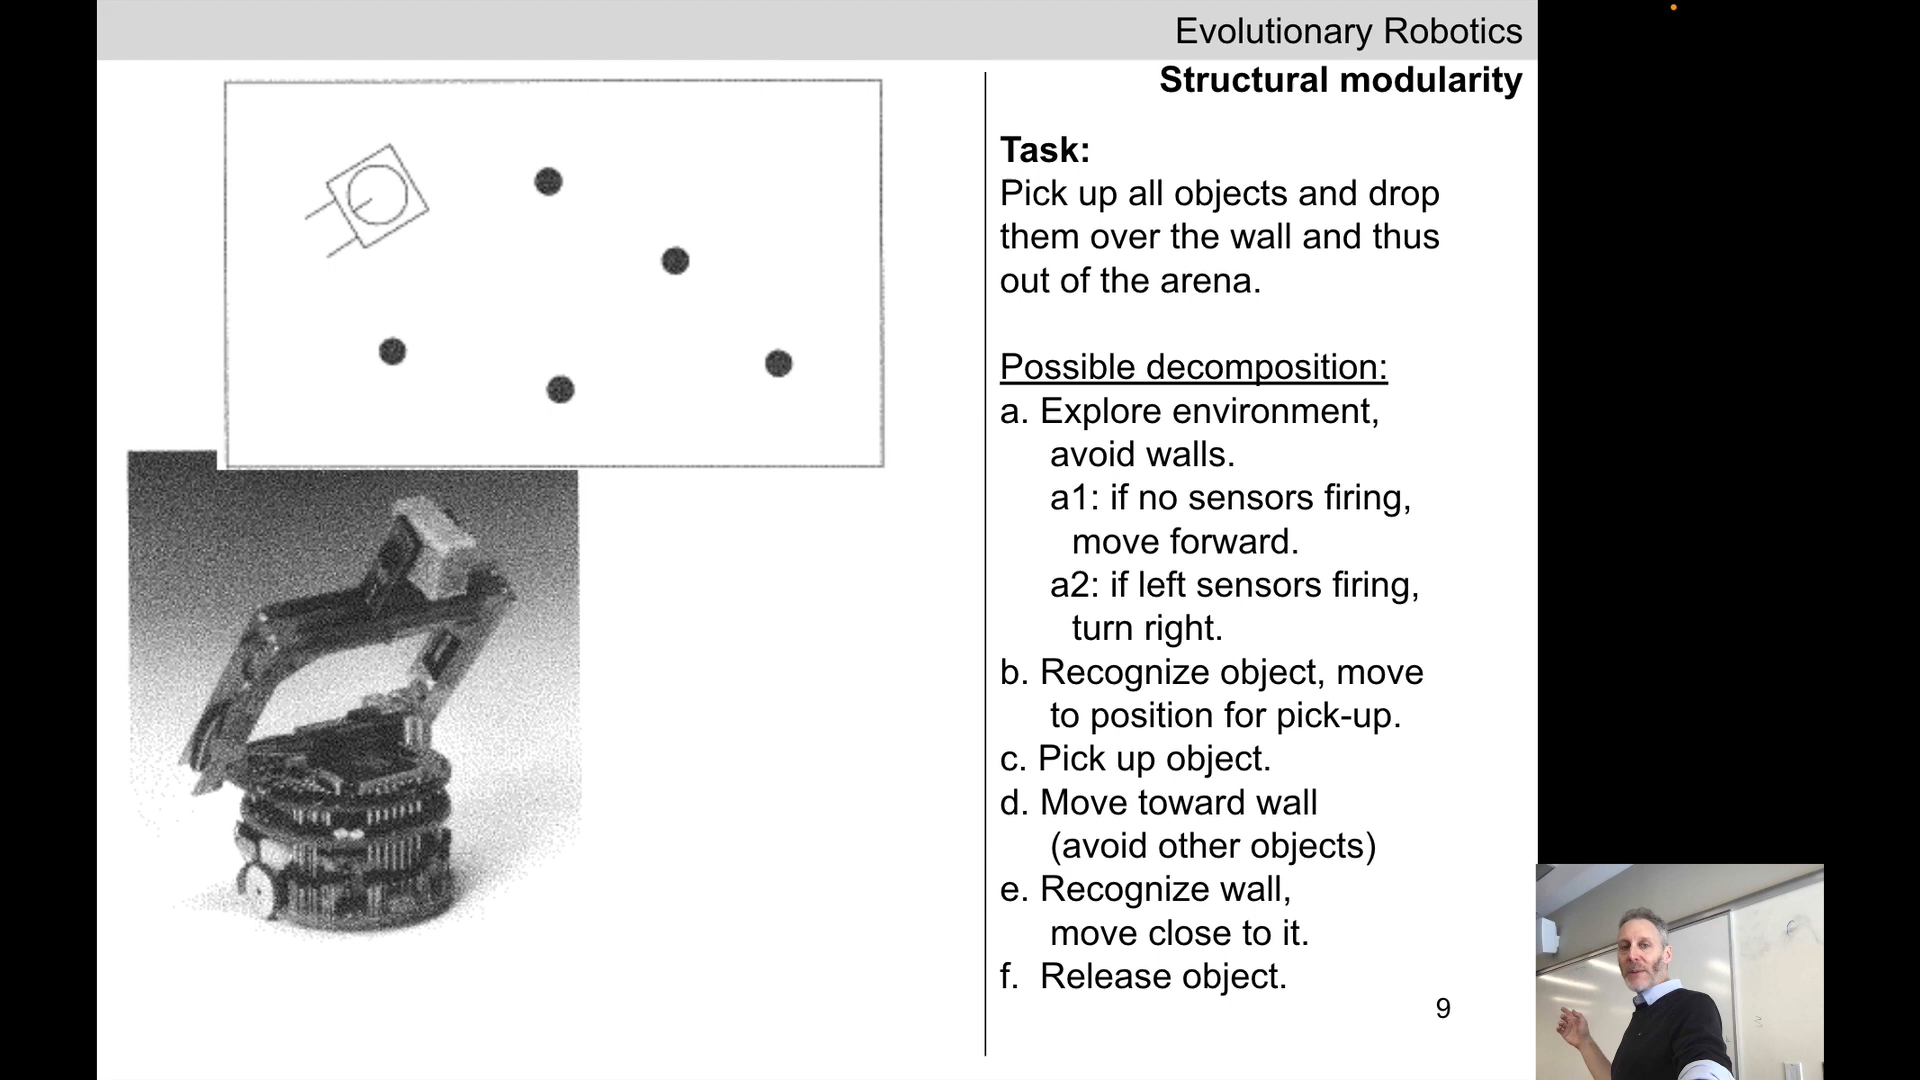 Evolutionary Robotics
Structural modularity
Task:
Pick up all objects and drop
them over the wall and thus
out of the arena.
Possible decomposition:
a. Explore environment,
avoid walls.
a1: if no sensors firing,
move forward.
a2: if left sensors firing,
turn right.
b. Recognize object, move
to position for pick-up.
c. Pick up object.
d. Move toward wall
(avoid other objects)
e. Recognize wall,
move close to it.
f. Release object.
9